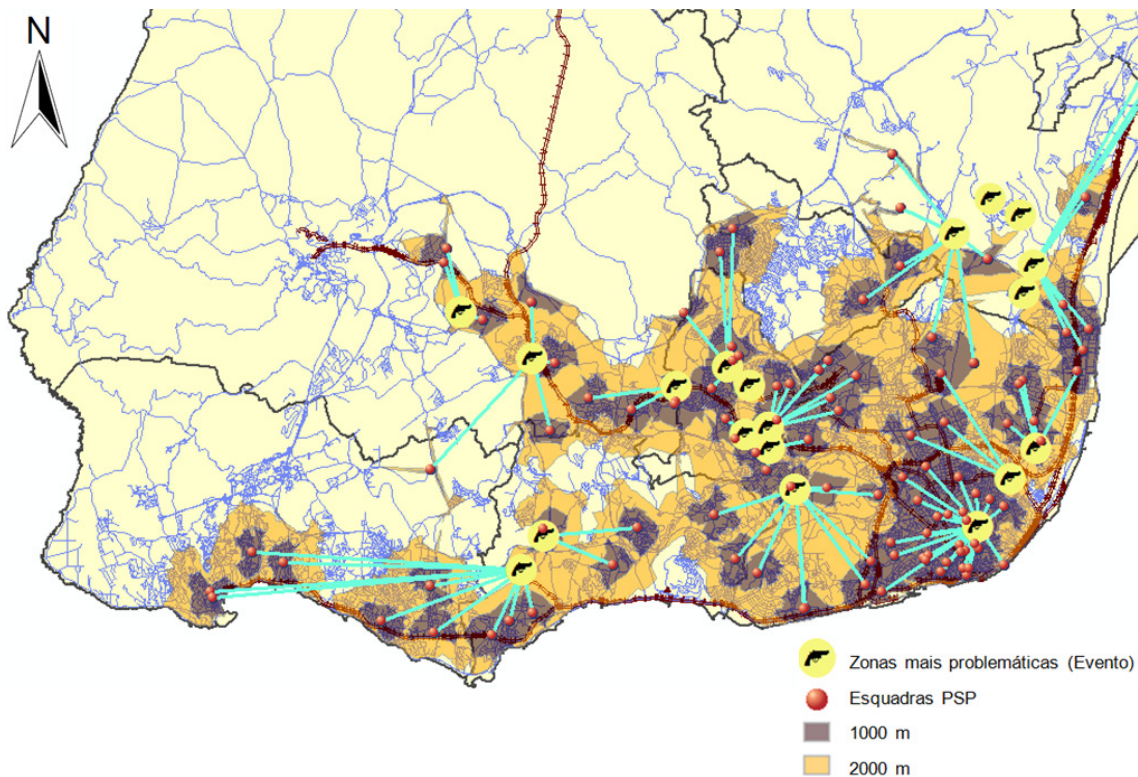 N
Zonas mais problemáticas (Evento)
Esquadras PSP
1000 m
2000 m